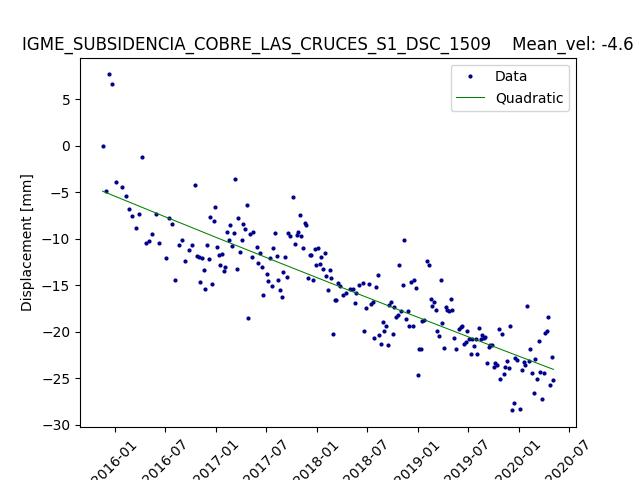 IGME_SUBSIDENCIA_COBRE_LAS_CRUCES_S1_DSC_1509 Mean_vel: -4.6
Data
Quadratic
5
0
−5
−10
−15
−20
−25
−30
Displacement [mm]
2016-01 2016-07 2017-01 2017-07 2018-01 2018-07 2019-01 2019-07 2020-01 2020-07